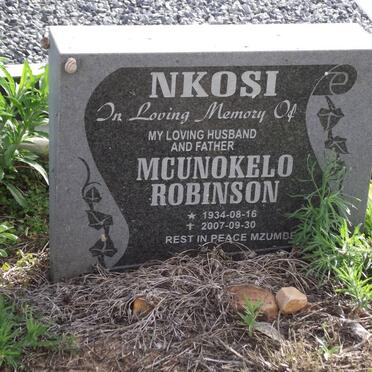 NKOSI
In Loving Memory Of
MY LOVING HUSBAND
AND FATHER
MCUNOKELO
ROBINSON
★ 1934-08-16
✝ 2007-09-30
REST IN PEACE MZUMBE